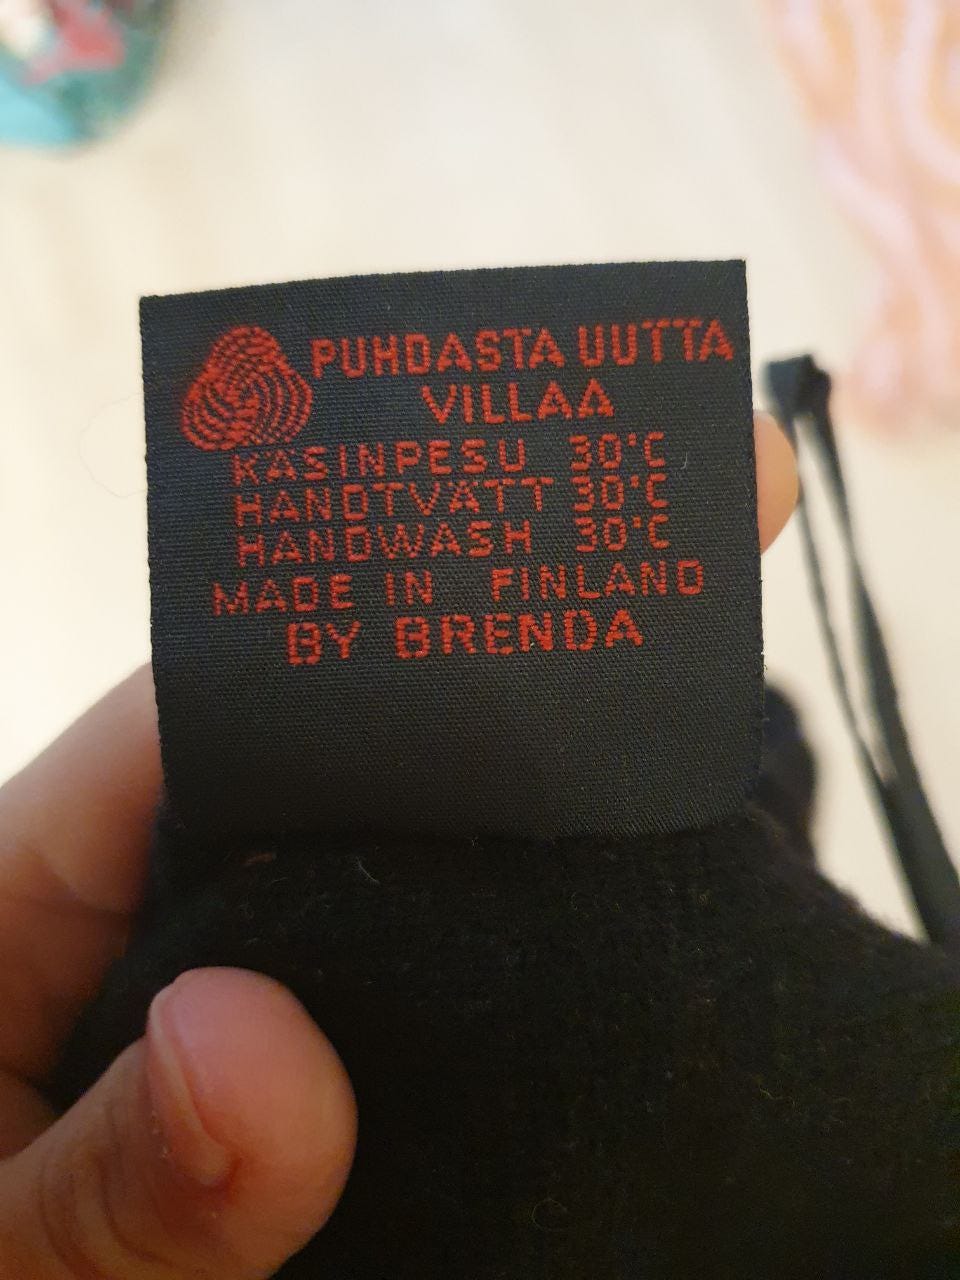 PUHDASTA UUTTA
VILLAA
KÄSINPESU 30°C
HANDTVÄTT 30°C
HANDWASH 30°C
MADE IN FINLAND
BY BRENDA